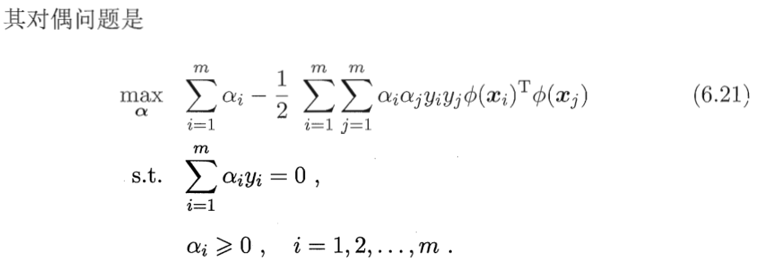 其对偶问题是
max_α ∑_{i=1}^{m} α_i − 1/2 ∑_{i=1}^{m} ∑_{j=1}^{m} α_i α_j y_i y_j ϕ(x_i)^T ϕ(x_j) (6.21)
s.t. ∑_{i=1}^{m} α_i y_i = 0 ,
α_i ⩾ 0 , i = 1, 2, . . . , m .